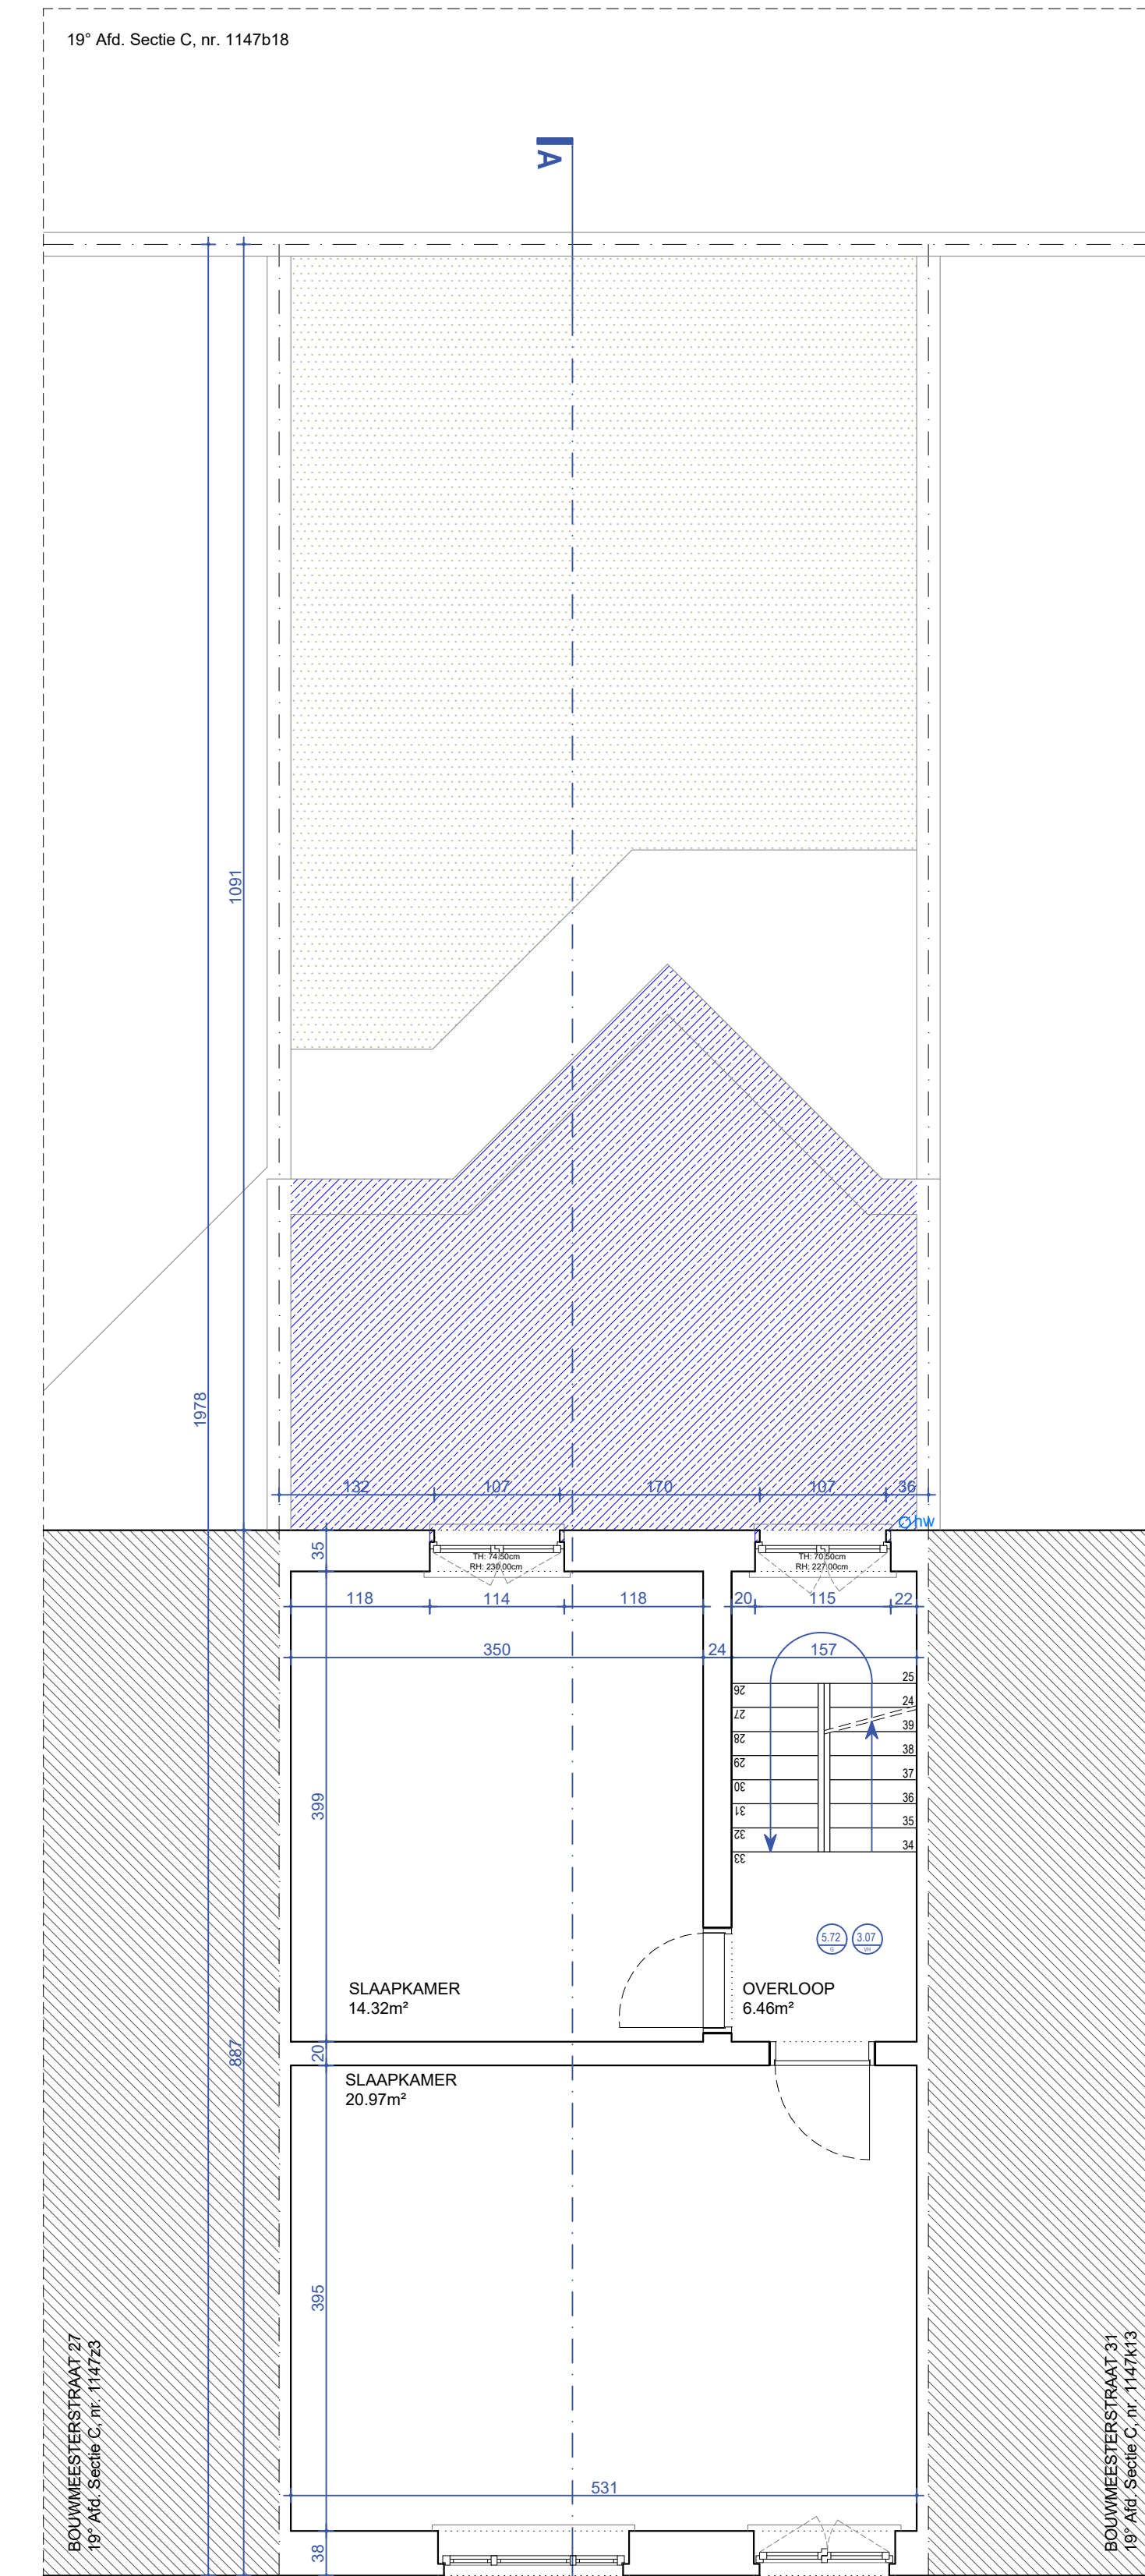 19° Afd. Sectie C, nr. 1147b18
A
1091
1978
132
107
170
107
36
hw
35
TH: 74.50cm
RH: 230.00cm
TH: 70.50cm
RH: 227.00cm
118
114
118
20
115
22
350
24
157
26
25
27
24
28
39
29
38
30
37
31
36
32
35
33
34
399
5.72
G
3.07
VH
SLAAPKAMER
14.32m²
OVERLOOP
6.46m²
20
887
SLAAPKAMER
20.97m²
395
BOUWMEESTERSTRAAT 27
19° Afd. Sectie C, nr. 1147z3
BOUWMEESTERSTRAAT 31
19° Afd. Sectie C, nr. 1147k13
531
38